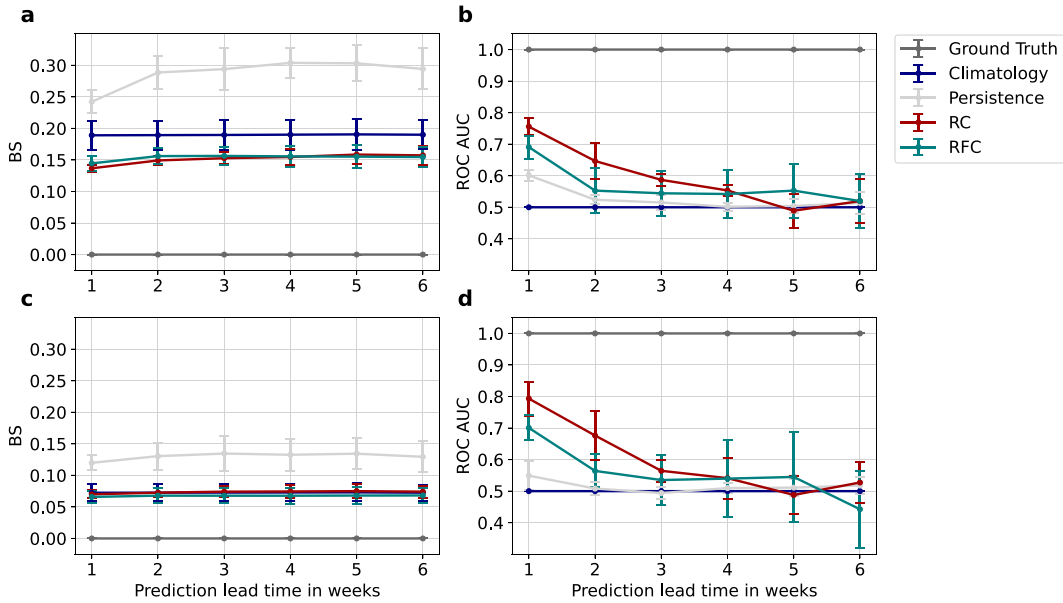 a
BS
0.30
0.25
0.20
0.15
0.10
0.05
0.00
1 2 3 4 5 6
b
ROC AUC
1.0
0.9
0.8
0.7
0.6
0.5
0.4
1 2 3 4 5 6
Ground Truth
Climatology
Persistence
RC
RFC
c
BS
0.30
0.25
0.20
0.15
0.10
0.05
0.00
1 2 3 4 5 6
Prediction lead time in weeks
d
ROC AUC
1.0
0.9
0.8
0.7
0.6
0.5
0.4
1 2 3 4 5 6
Prediction lead time in weeks